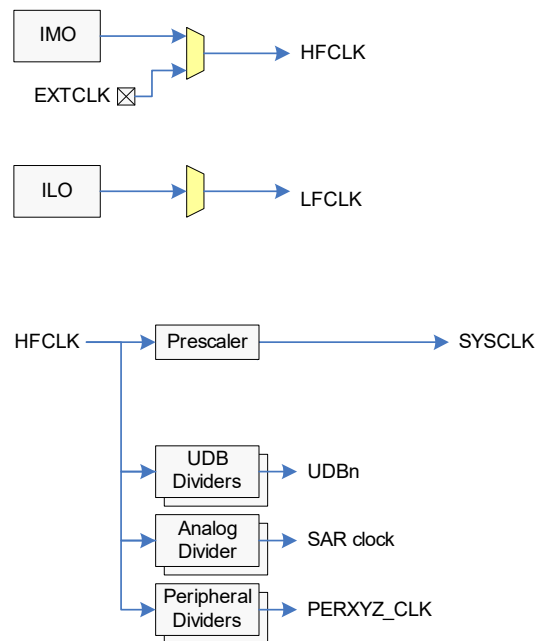 IMO
HFCLK
EXTCLK
ILO
LFCLK
HFCLK
Prescaler
SYSCLK
UDB
Dividers
UDBn
Analog
Divider
SAR clock
Peripheral
Dividers
PERXYZ_CLK